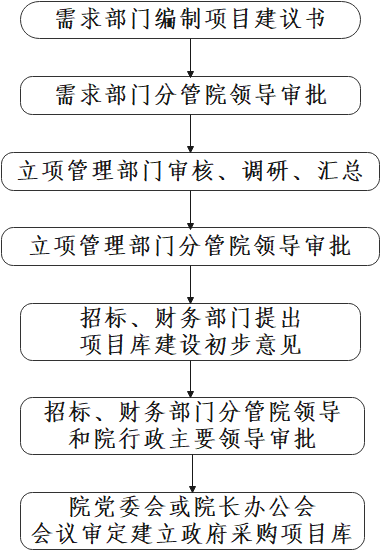 需求部门编制项目建议书
需求部门分管院领导审批
立项管理部门审核、调研、汇总
立项管理部门分管院领导审批
招标、财务部门提出
项目库建设初步意见
招标、财务部门分管院领导
和院行政主要领导审批
院党委会或院长办公会
会议审定建立政府采购项目库